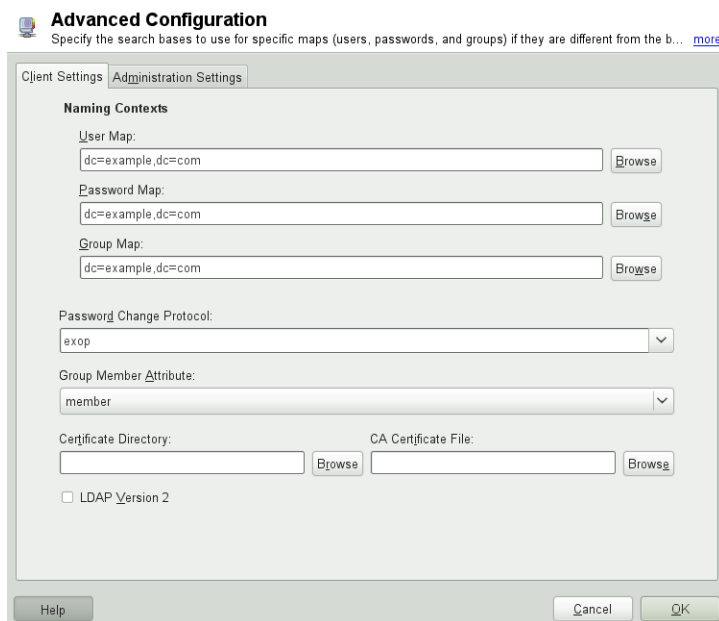 Advanced Configuration
Specify the search bases to use for specific maps (users, passwords, and groups) if they are different from the b... more
Client Settings Administration Settings
Naming Contexts
User Map:
dc=example,dc=com Browse
Password Map:
dc=example,dc=com Browse
Group Map:
dc=example,dc=com Browse
Password Change Protocol:
exop
Group Member Attribute:
member
Certificate Directory: CA Certificate File:
Browse Browse
LDAP Version 2
Help Cancel OK